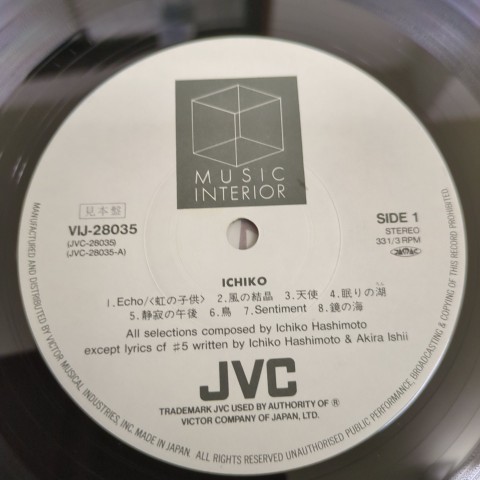 MUSIC
INTERIOR
見本盤
VIJ-28035
(JVC-28035)
(JVC-28035-A)
SIDE 1
STEREO
33 1/3 RPM
ICHIKO
1.Echo/〈虹の子供〉 2.風の結晶 3.天使 4.眠りの湖
5.静寂の午後 6.鳥 7.Sentiment 8.鏡の海
All selections composed by Ichiko Hashimoto
except lyrics cf ♯5 written by Ichiko Hashimoto & Akira Ishii
JVC
TRADEMARK JVC USED BY AUTHORITY OF ®
VICTOR COMPANY OF JAPAN, LTD.
MANUFACTURED AND DISTRIBUTED BY VICTOR MUSICAL INDUSTRIES, INC. MADE IN JAPAN. ALL RIGHTS RESERVED UNAUTHORISED PUBLIC PERFORMANCE, BROADCASTING & COPYING OF THIS RECORD PROHIBITED.